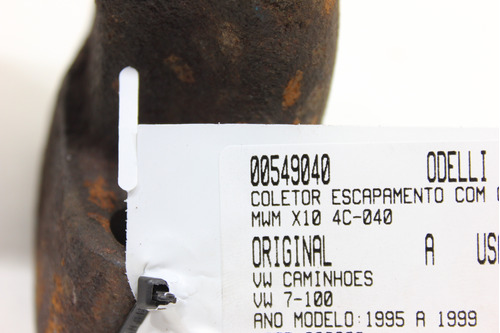 00549040 ODELLI
COLETOR ESCAPAMENTO COM
MWM X10 4C-040
ORIGINAL A
VW CAMINHOES
VW 7-100
ANO MODELO:1995 A 1999